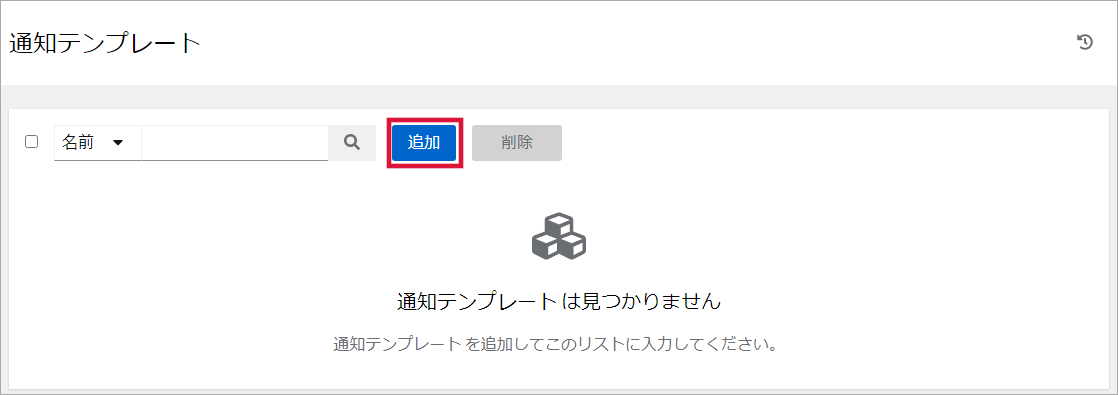 通知テンプレート
名前
追加
削除
通知テンプレート は見つかりません
通知テンプレート を追加してこのリストに入力してください。